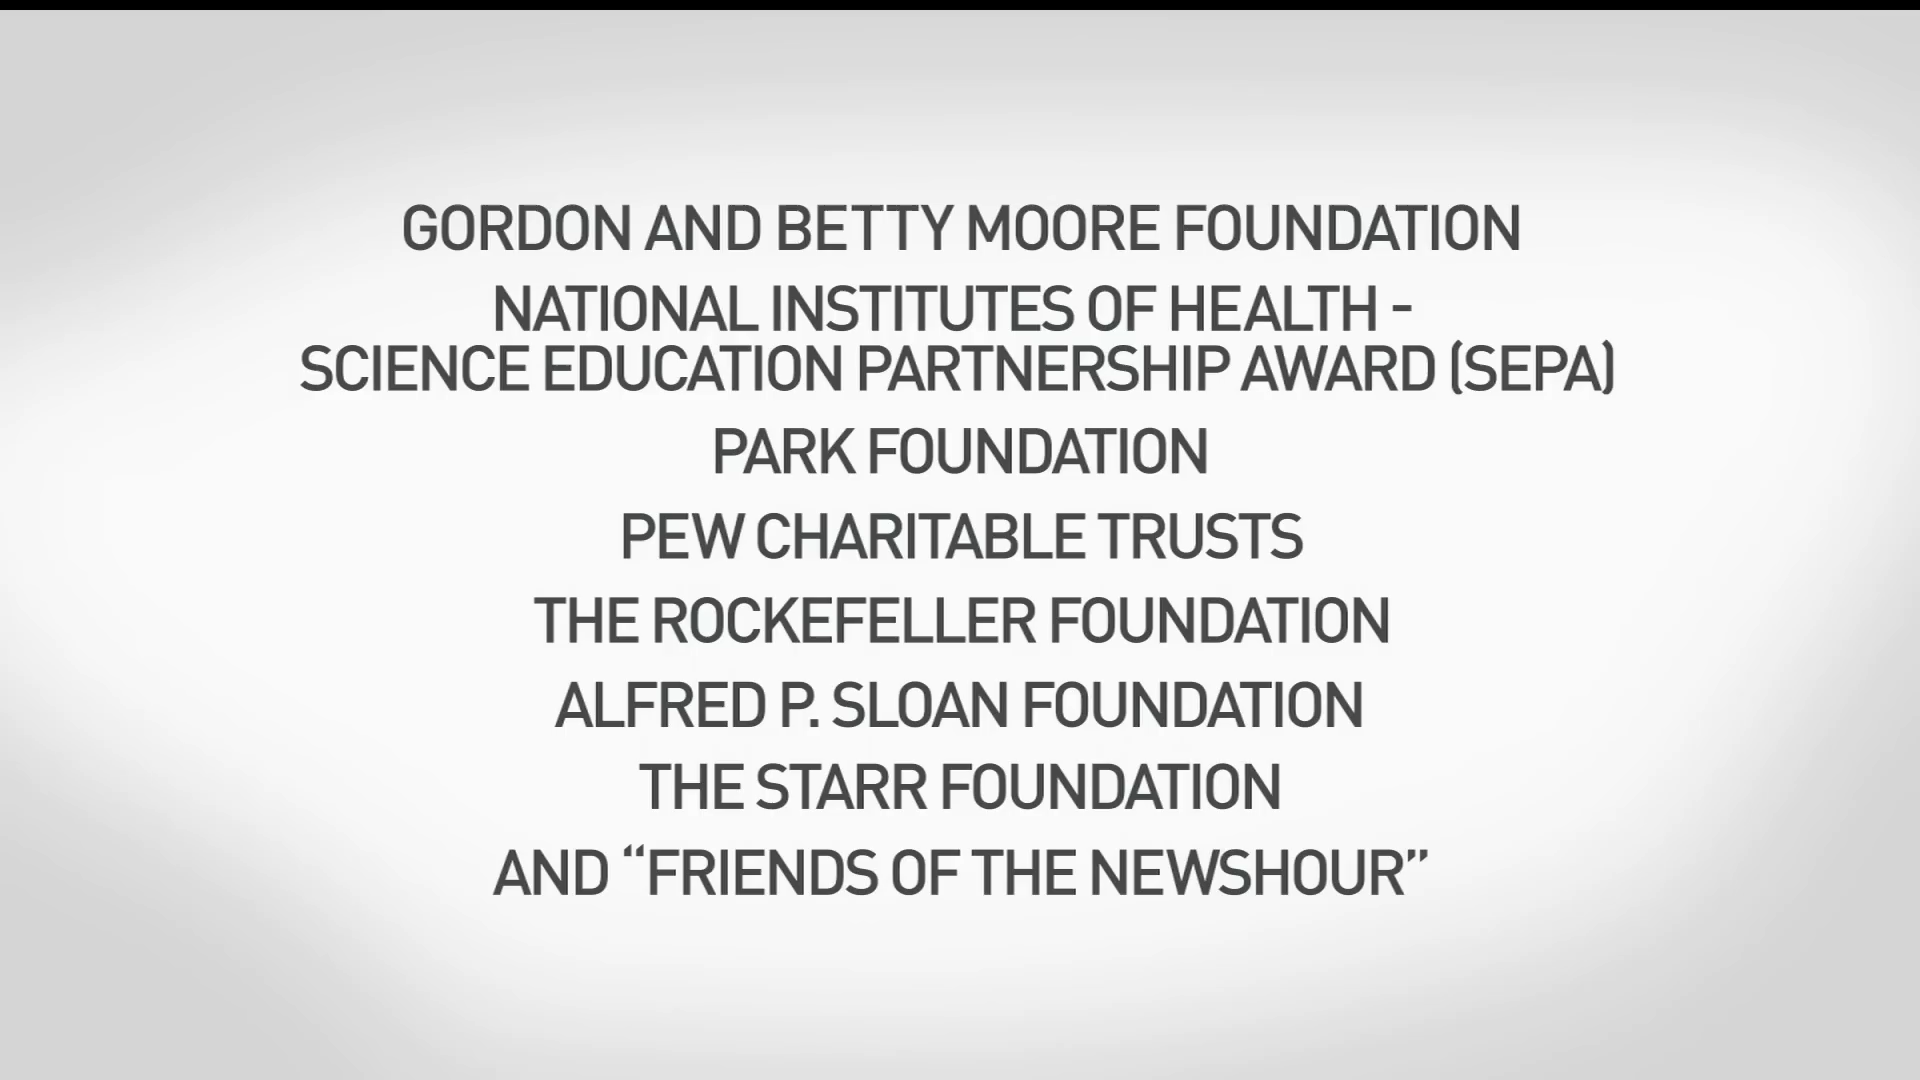 GORDON AND BETTY MOORE FOUNDATION
NATIONAL INSTITUTES OF HEALTH -
SCIENCE EDUCATION PARTNERSHIP AWARD (SEPA)
PARK FOUNDATION
PEW CHARITABLE TRUSTS
THE ROCKEFELLER FOUNDATION
ALFRED P. SLOAN FOUNDATION
THE STARR FOUNDATION
AND “FRIENDS OF THE NEWSHOUR”